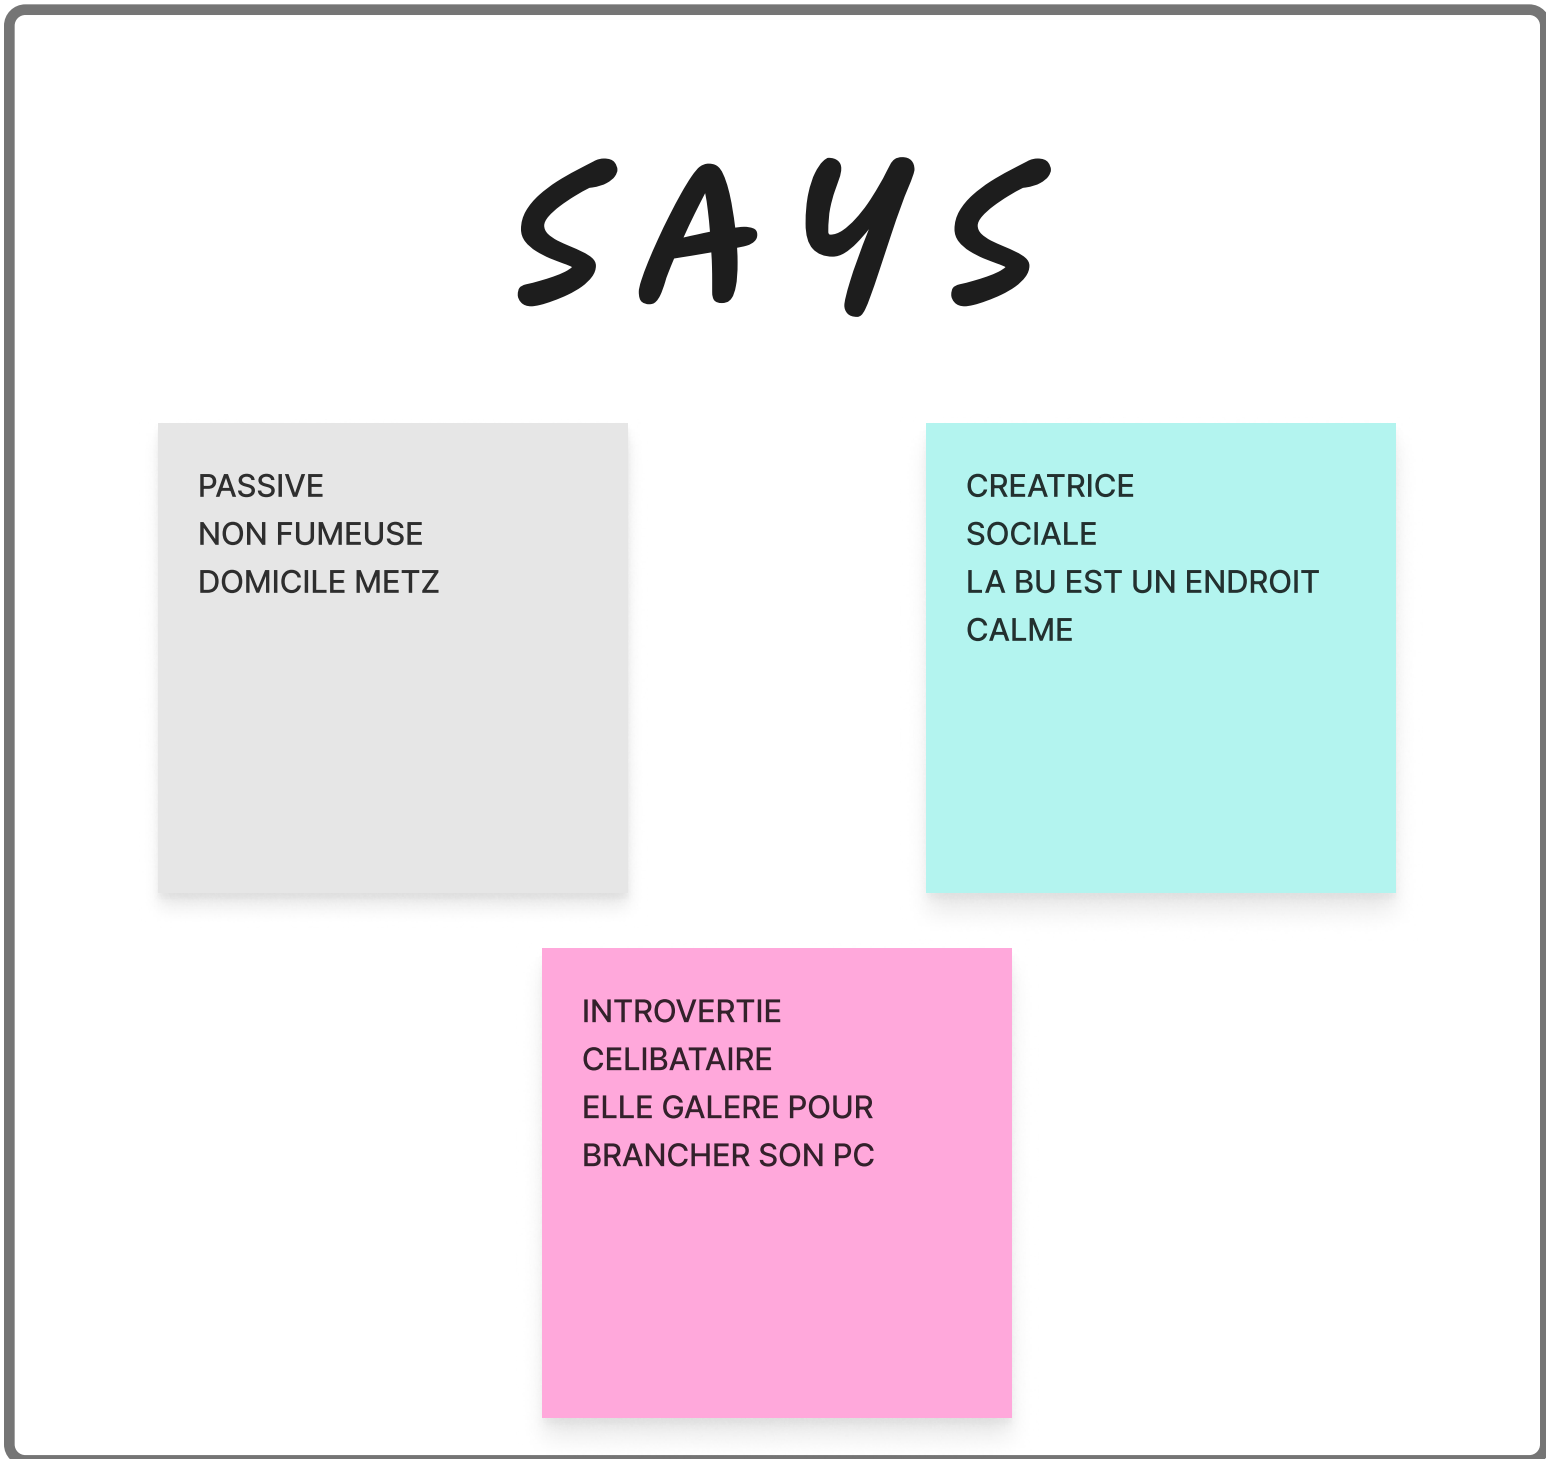 SAYS
PASSIVE
NON FUMEUSE
DOMICILE METZ
CREATRICE
SOCIALE
LA BU EST UN ENDROIT
CALME
INTROVERTIE
CELIBATAIRE
ELLE GALERE POUR
BRANCHER SON PC